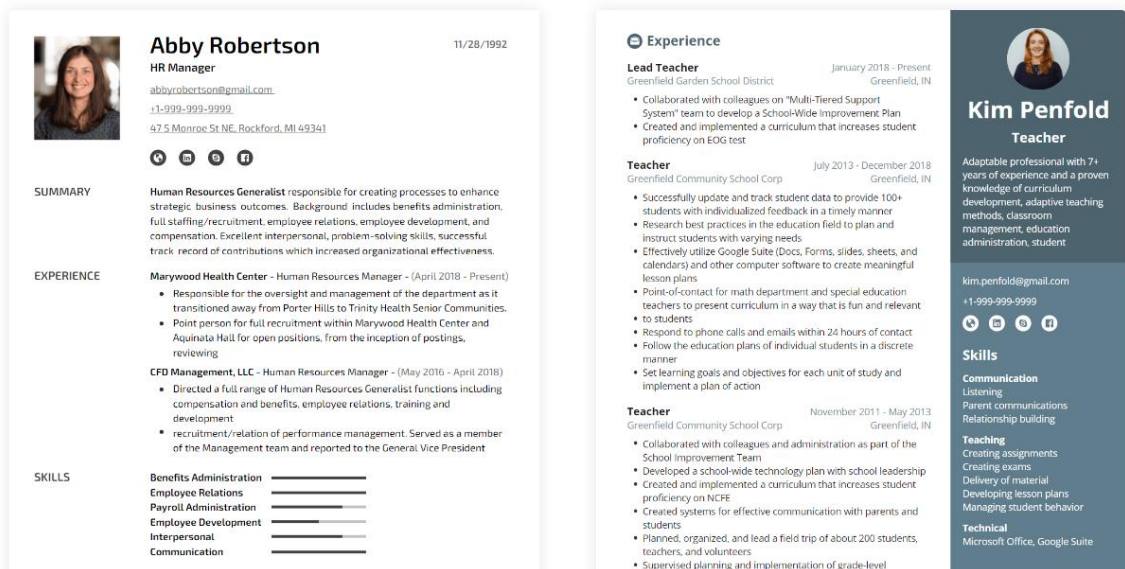 Abby Robertson
11/28/1992
HR Manager
abbyrobertson@gmail.com
+1-999-999-9999
47 5 Monroe St NE, Rockford, MI 49341
SUMMARY
Human Resources Generalist responsible for creating processes to enhance
strategic business outcomes. Background includes benefits administration,
full staffing/recruitment, employee relations, employee development, and
compensation. Excellent interpersonal, problem-solving skills, successful
track record of contributions which increased organizational effectiveness.
EXPERIENCE
Marywood Health Center - Human Resources Manager - (April 2018 - Present)
• Responsible for the oversight and management of the department as it
transitioned away from Porter Hills to Trinity Health Senior Communities.
• Point person for full recruitment within Marywood Health Center and
Aquinata Hall for open positions, from the inception of postings,
reviewing
CFD Management, LLC - Human Resources Manager - (May 2016 - April 2018)
• Directed a full range of Human Resources Generalist functions including
compensation and benefits, employee relations, training and
development
• recruitment/relation of performance management. Served as a member
of the Management team and reported to the General Vice President
SKILLS
Benefits Administration
Employee Relations
Payroll Administration
Employee Development
Interpersonal
Communication
Experience
Lead Teacher
January 2018 - Present
Greenfield Garden School District
Greenfield, IN
• Collaborated with colleagues on "Multi-Tiered Support
System" team to develop a School-Wide Improvement Plan
• Created and implemented a curriculum that increases student
proficiency on EOG test
Teacher
July 2013 - December 2018
Greenfield Community School Corp
Greenfield, IN
• Successfully update and track student data to provide 100+
students with individualized feedback in a timely manner
• Research best practices in the education field to plan and
instruct students with varying needs
• Effectively utilize Google Suite (Docs, Forms, slides, sheets, and
calendars) and other computer software to create meaningful
lesson plans
• Point-of-contact for math department and special education
teachers to present curriculum in a way that is fun and relevant
• to students
• Respond to phone calls and emails within 24 hours of contact
• Follow the education plans of individual students in a discrete
manner
• Set learning goals and objectives for each unit of study and
implement a plan of action
Teacher
November 2011 - May 2013
Greenfield Community School Corp
Greenfield, IN
• Collaborated with colleagues and administration as part of the
School Improvement Team
• Developed a school-wide technology plan with school leadership
• Created and implemented a curriculum that increases student
proficiency on NCFE
• Created systems for effective communication with parents and
students
• Planned, organized, and lead a field trip of about 200 students,
teachers, and volunteers
• Supervised planning and implementation of grade-level
Kim Penfold
Teacher
Adaptable professional with 7+
years of experience and a proven
knowledge of curriculum
development, adaptive teaching
methods, classroom
management, education
administration, student
kim.penfold@gmail.com
+1-999-999-9999
Skills
Communication
Listening
Parent communications
Relationship building
Teaching
Creating assignments
Creating exams
Delivery of material
Developing lesson plans
Managing student behavior
Technical
Microsoft Office, Google Suite